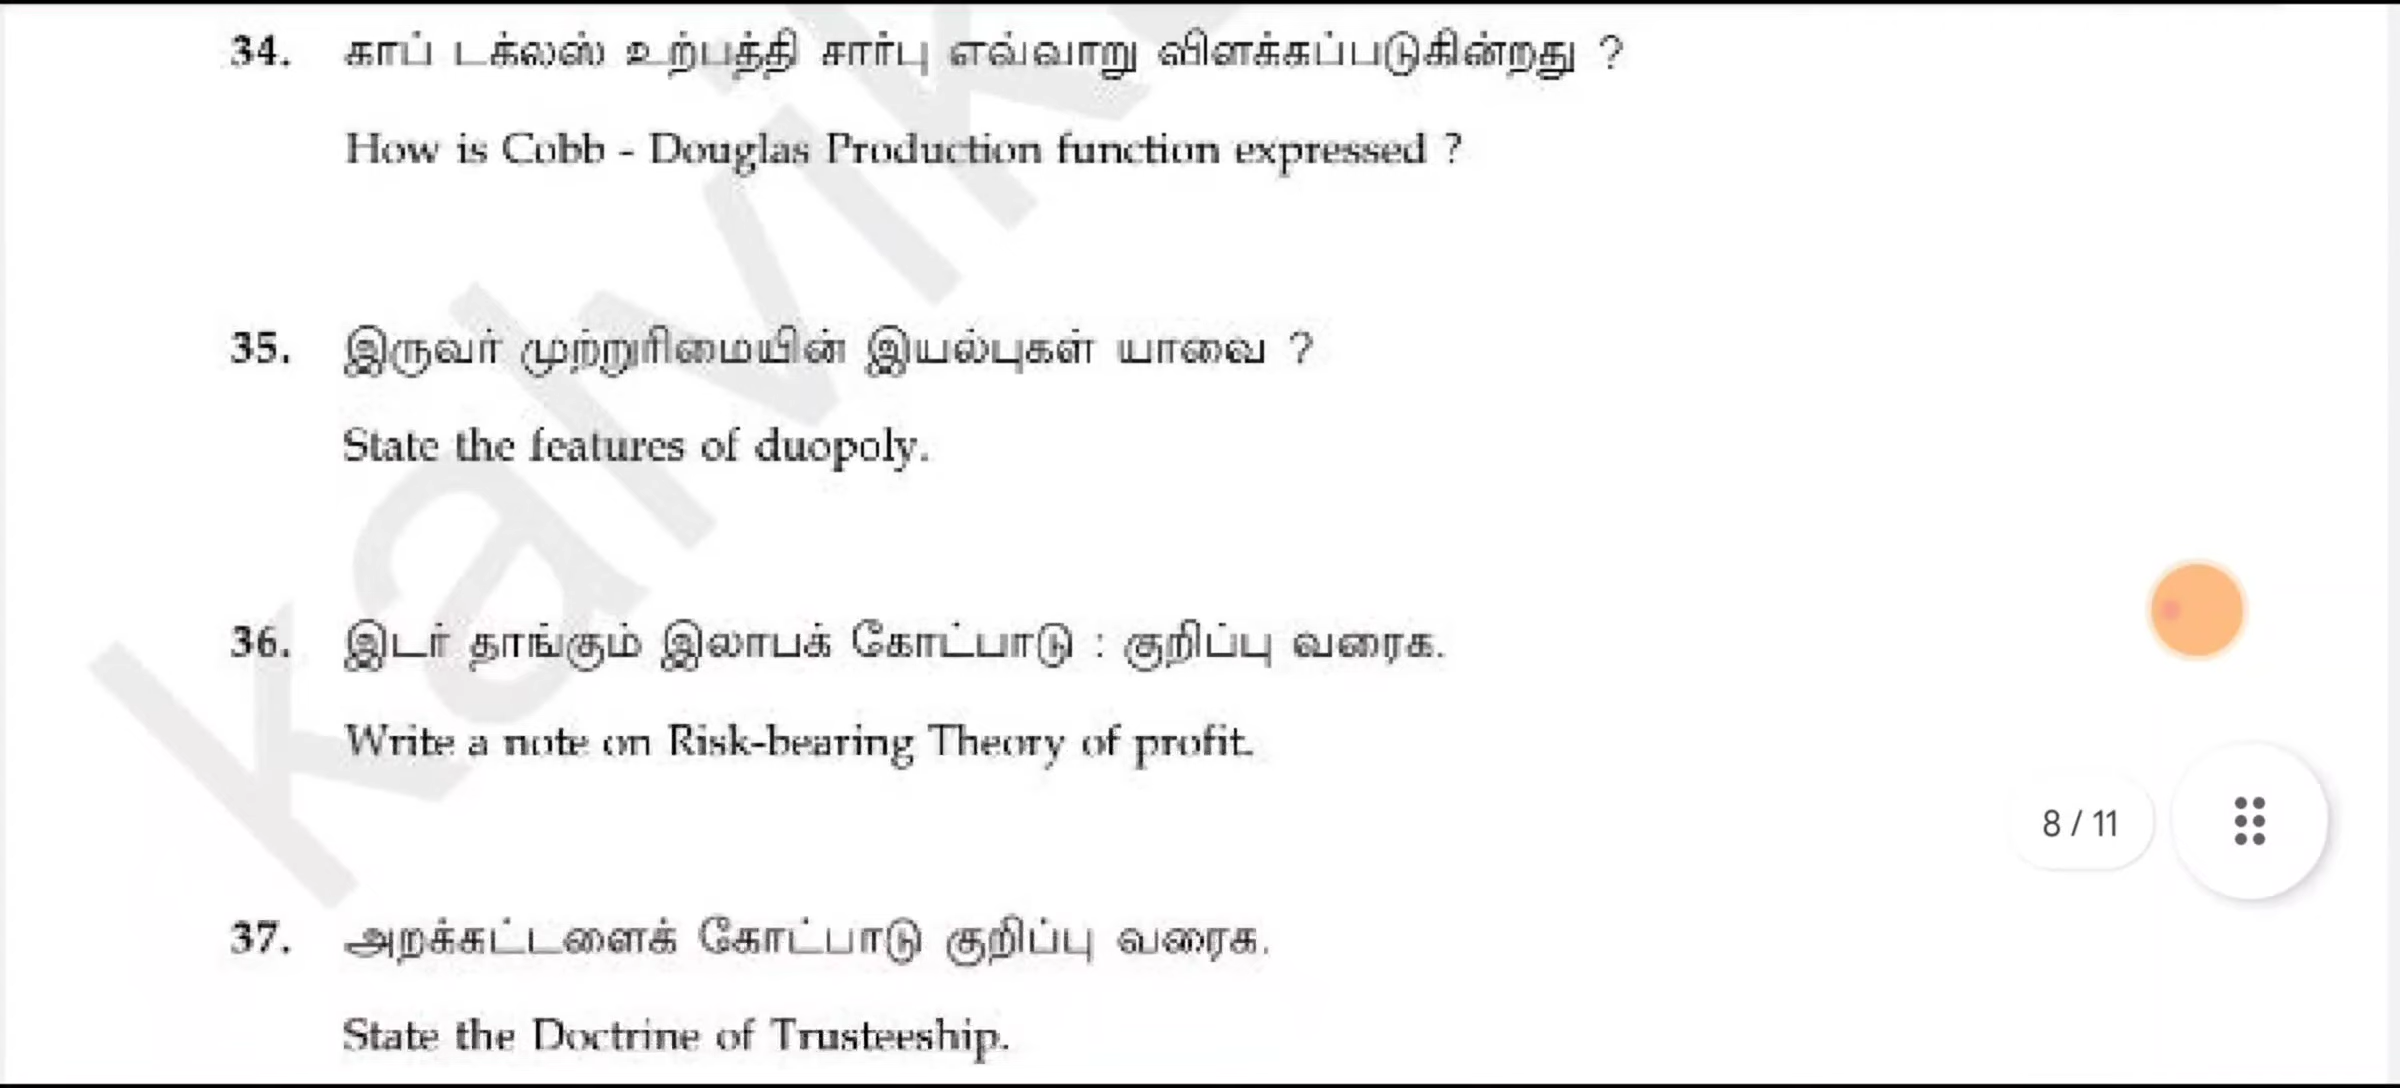 34. காப் டக்லஸ் உற்பத்தி சார்பு எவ்வாறு விளக்கப்படுகின்றது ?
How is Cobb - Douglas Production function expressed ?
35. இருவர் முற்றுரிமையின் இயல்புகள் யாவை ?
State the features of duopoly.
36. இடர் தாங்கும் இலாபக் கோட்பாடு : குறிப்பு வரைக.
Write a note on Risk-bearing Theory of profit.
8 / 11
37. அறக்கட்டளைக் கோட்பாடு குறிப்பு வரைக.
State the Doctrine of Trusteeship.